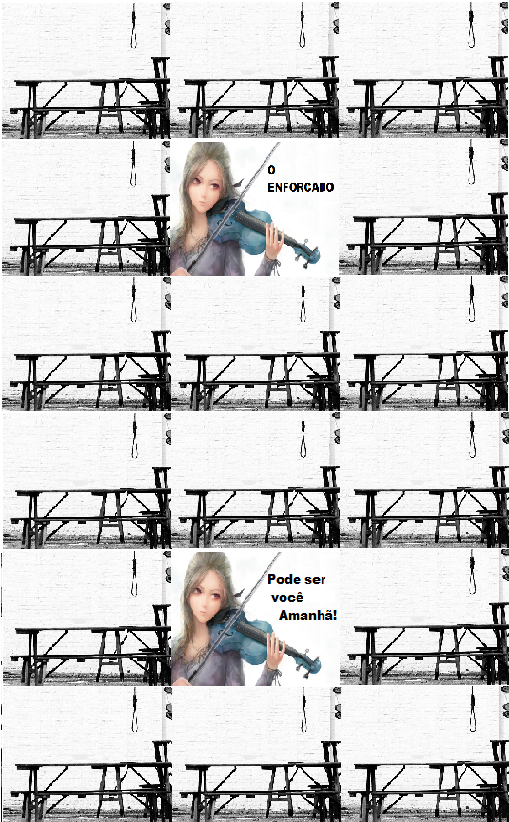 O
ENFORCADO
Pode ser
você
Amanhã!